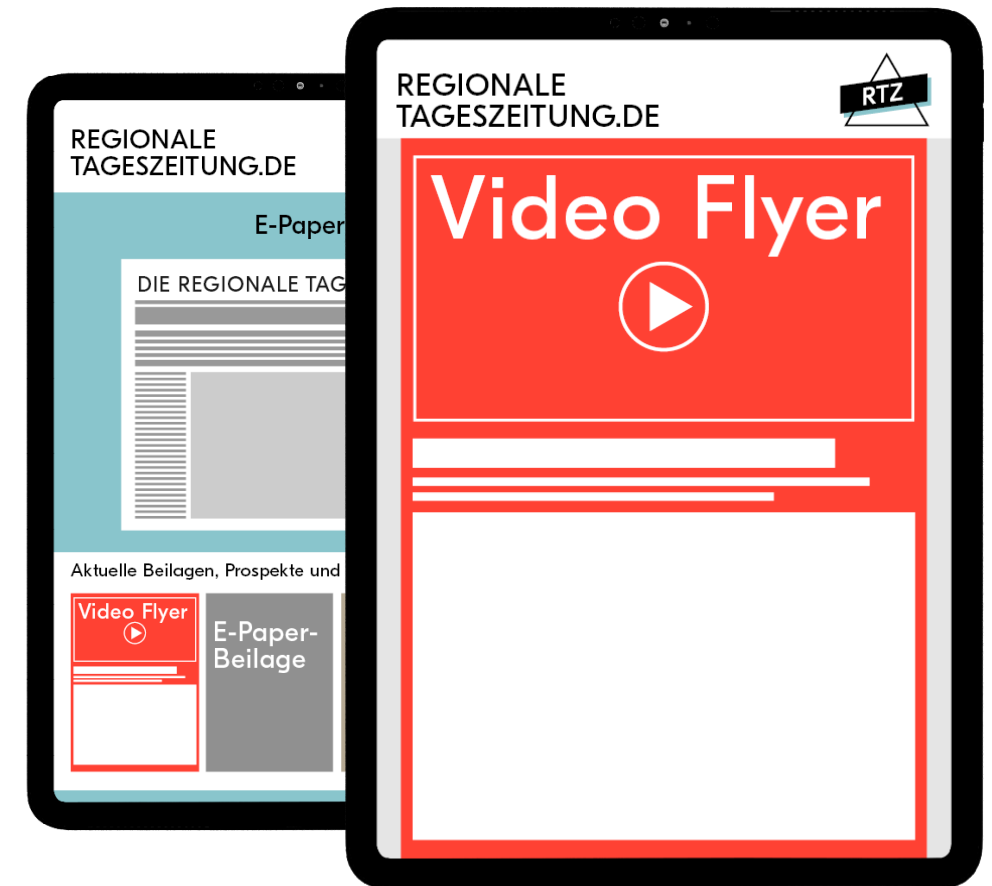 REGIONALE
TAGESZEITUNG.DE
E-Paper
DIE REGIONALE TAG
Aktuelle Beilagen, Prospekte und
Video Flyer
E-Paper-
Beilage
REGIONALE
TAGESZEITUNG.DE
RTZ
Video Flyer